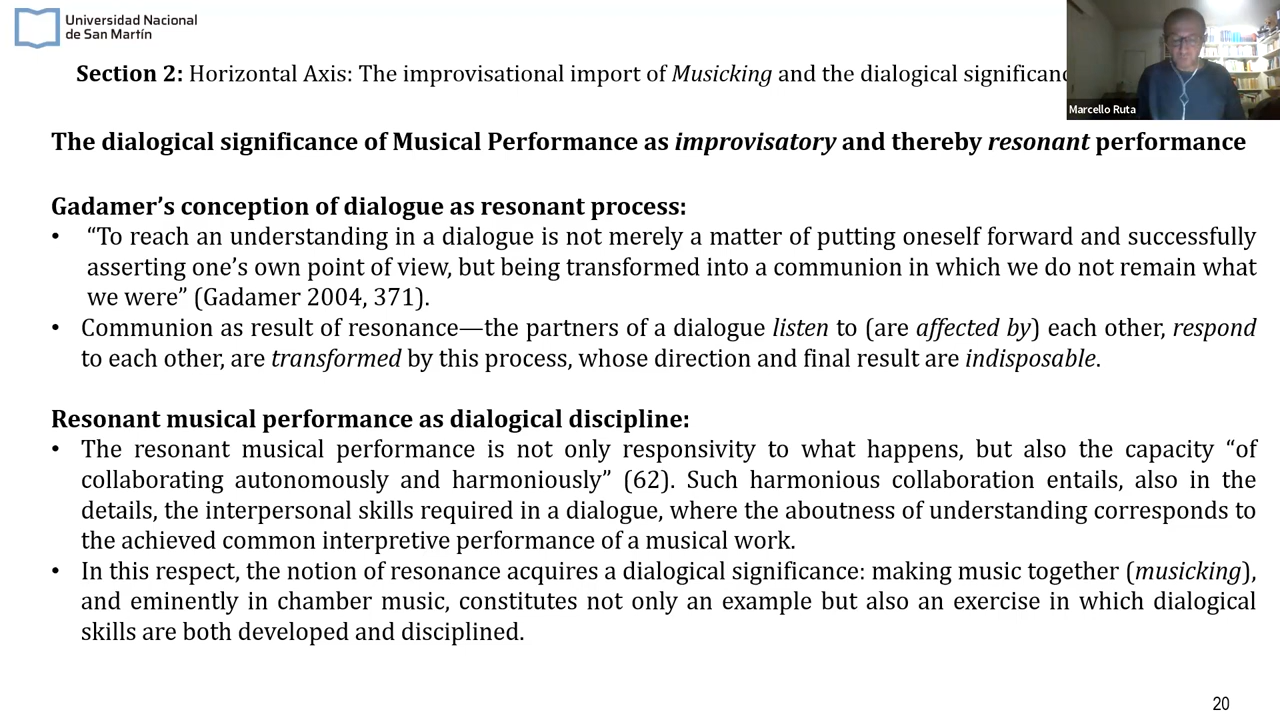 Universidad Nacional
de San Martín
Section 2: Horizontal Axis: The improvisational import of Musicking and the dialogical
Marcello Ruta
The dialogical significance of Musical Performance as improvisatory and thereby resonant performance
Gadamer’s conception of dialogue as resonant process:
• “To reach an understanding in a dialogue is not merely a matter of putting oneself forward and successfully
asserting one’s own point of view, but being transformed into a communion in which we do not remain what
we were” (Gadamer 2004, 371).
• Communion as result of resonance—the partners of a dialogue listen to (are affected by) each other, respond
to each other, are transformed by this process, whose direction and final result are indisposable.
Resonant musical performance as dialogical discipline:
• The resonant musical performance is not only responsivity to what happens, but also the capacity “of
collaborating autonomously and harmoniously” (62). Such harmonious collaboration entails, also in the
details, the interpersonal skills required in a dialogue, where the aboutness of understanding corresponds to
the achieved common interpretive performance of a musical work.
• In this respect, the notion of resonance acquires a dialogical significance: making music together (musicking),
and eminently in chamber music, constitutes not only an example but also an exercise in which dialogical
skills are both developed and disciplined.
20